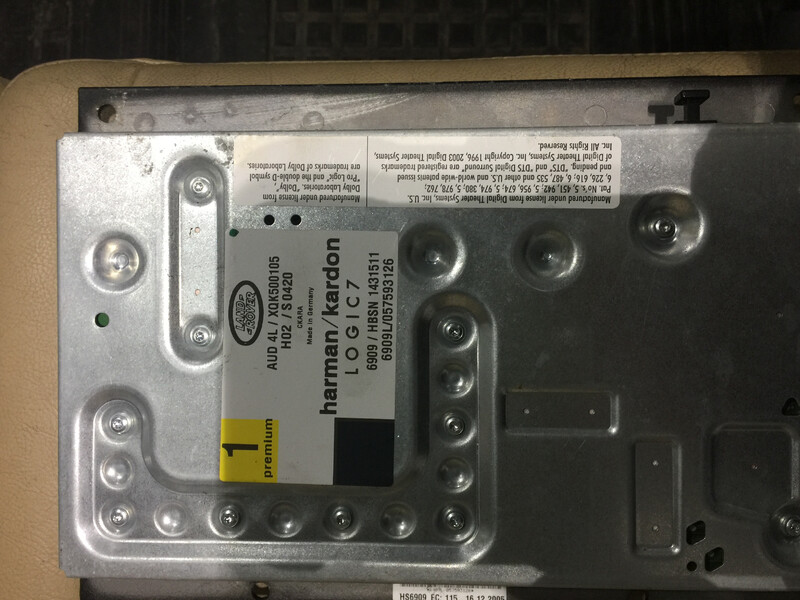 Manufactured under license from
Dolby Laboratories. "Dolby",
"Pro Logic and the double-D symbol
are trademarks of Dolby Laboratories.
Manufactured under license from Digital Theater Systems, Inc. U.S.
Pat. No's. 5, 451, 942; 5, 956, 674; 5, 974, 380; 5, 978, 762;
6, 226, 616; 6, 487, 535 and other U.S. and world-wide patents issued
and pending. "DTS", and "DTS Digital Surround" are registered trademarks
of Digital Theater Systems, Inc. Copyright 1996, 2003 Digital Theater Systems,
Inc. All Rights Reserved.
LAND-
-ROVER
AUD 4L / XQK500105
H02 / S0420
CKARA
Made in Germany
harman/kardon
LOGIC7
6909 / HBSN 1431511
6909L/057593126
1
premium
HS6909 EC: 115 16.12.2005